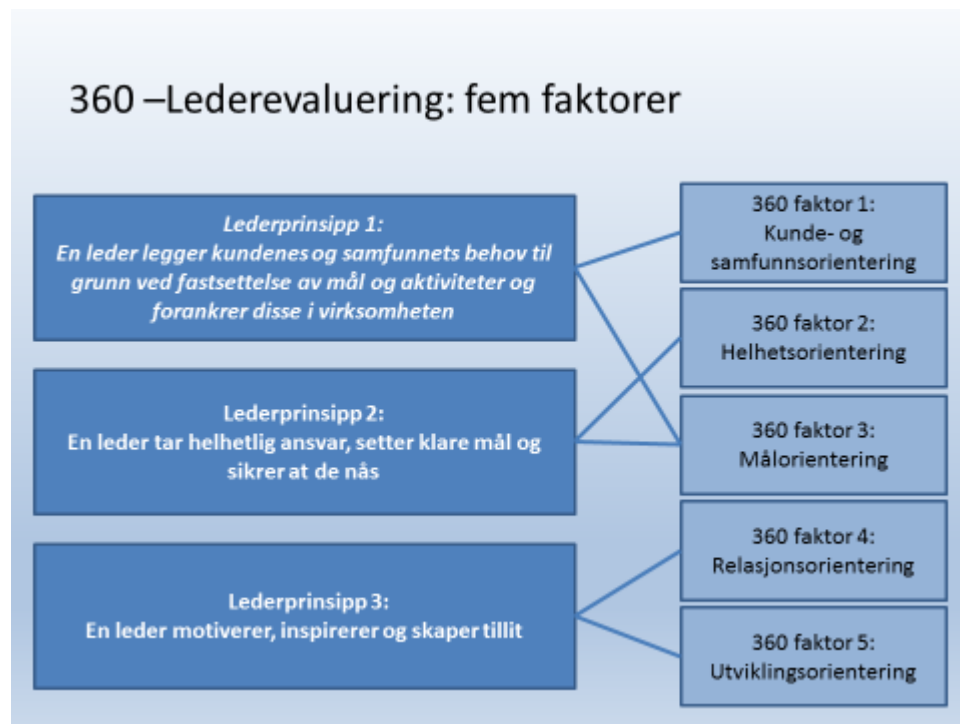 360 –Lederevaluering: fem faktorer
Lederprinsipp 1:
En leder legger kundenes og samfunnets behov til
grunn ved fastsettelse av mål og aktiviteter og
forankrer disse i virksomheten
Lederprinsipp 2:
En leder tar helhetlig ansvar, setter klare mål og
sikrer at de nås
Lederprinsipp 3:
En leder motiverer, inspirerer og skaper tillit
360 faktor 1:
Kunde- og
samfunnsorientering
360 faktor 2:
Helhetsorientering
360 faktor 3:
Målorientering
360 faktor 4:
Relasjonsorientering
360 faktor 5:
Utviklingsorientering